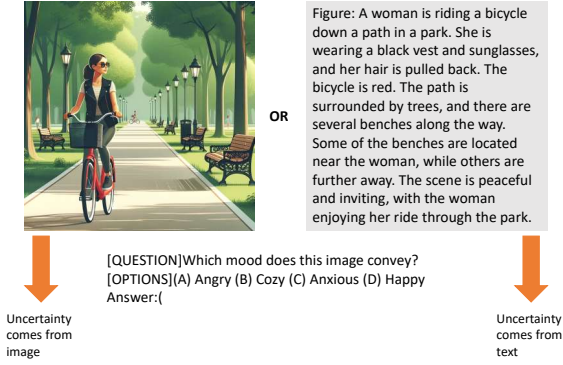 Figure: A woman is riding a bicycle
down a path in a park. She is
wearing a black vest and sunglasses,
and her hair is pulled back. The
bicycle is red. The path is
surrounded by trees, and there are
several benches along the way.
Some of the benches are located
near the woman, while others are
further away. The scene is peaceful
and inviting, with the woman
enjoying her ride through the park.
OR
[QUESTION]Which mood does this image convey?
[OPTIONS](A) Angry (B) Cozy (C) Anxious (D) Happy
Answer:(
Uncertainty
comes from
image
Uncertainty
comes from
text